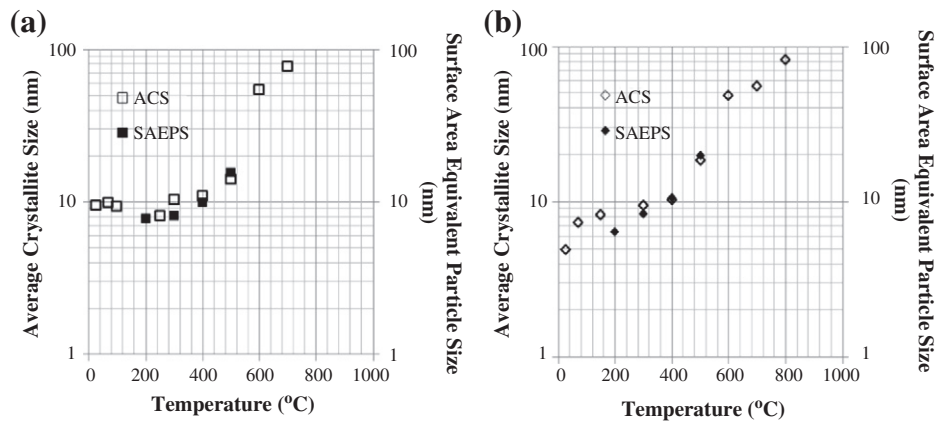 (a)
Average Crystallite Size (nm)
100
10
1
ACS
SAEPS
0 200 400 600 800 1000
Temperature (ºC)
100
10
1
Surface Area Equivalent Particle Size
(nm)
(b)
Average Crystallite Size (nm)
100
10
1
ACS
SAEPS
0 200 400 600 800 1000
Temperature (ºC)
100
10
1
Surface Area Equivalent Particle Size
(nm)